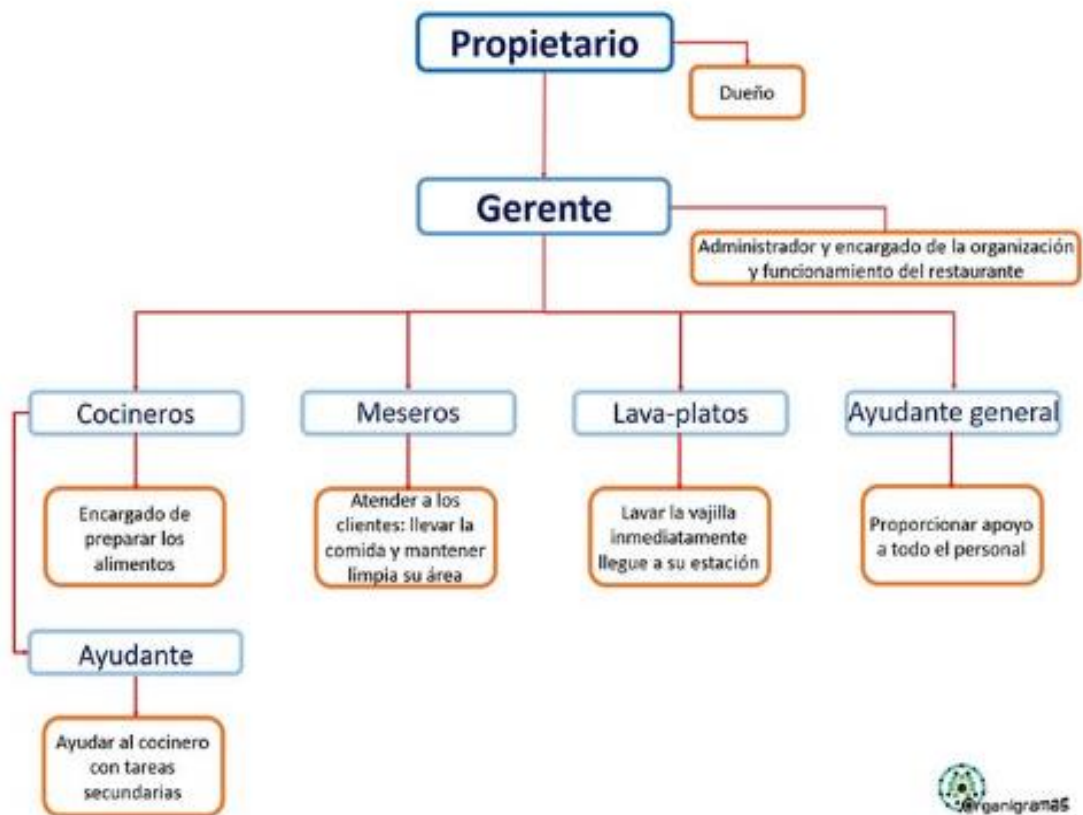 Propietario
Dueño
Gerente
Administrador y encargado de la organización
y funcionamiento del restaurante
Cocineros
Meseros
Lava-platos
Ayudante general
Encargado de
preparar los
alimentos
Atender a los
clientes: llevar la
comida y mantener
limpia su área
Lavar la vajilla
inmediatamente
llegue a su estación
Proporcionar apoyo
a todo el personal
Ayudante
Ayudar al cocinero
con tareas
secundarias
Organigramas